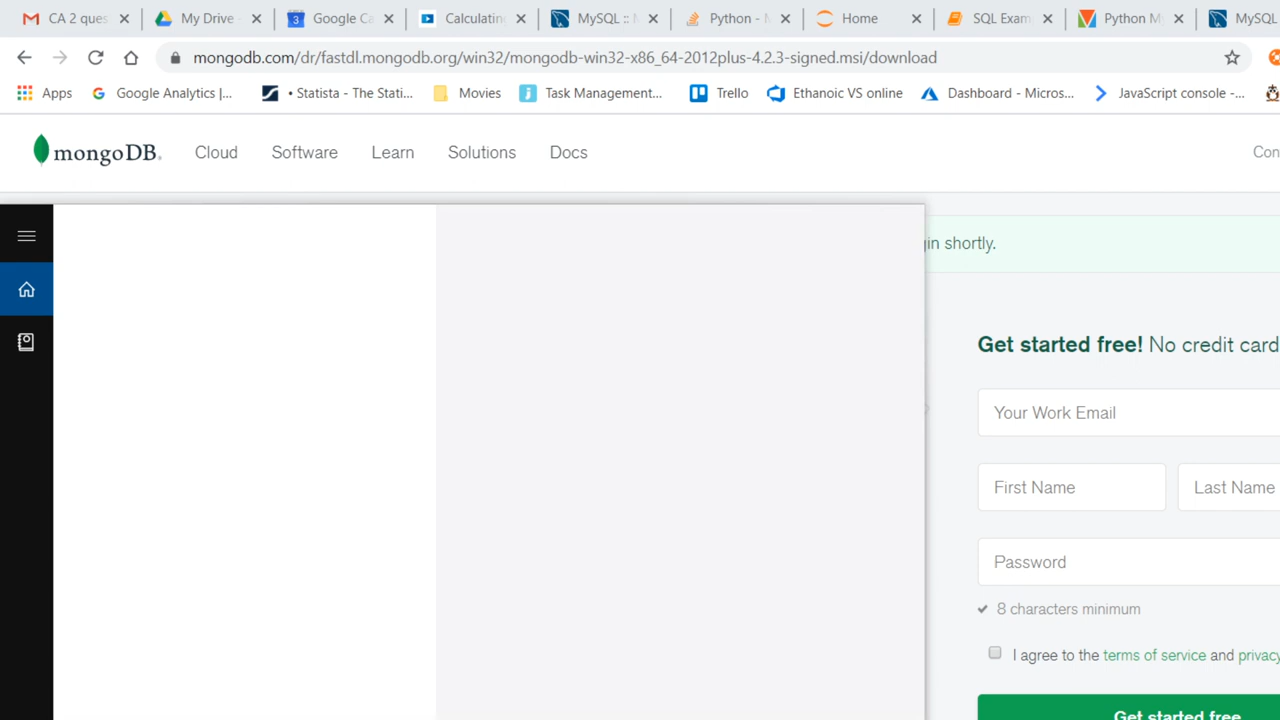 CA 2 ques
My Drive -
Google Ca
Calculating
MySQL ::
Python -
Home
SQL Exam
Python M
MySQL
mongodb.com/dr/fastdl.mongodb.org/win32/mongodb-win32-x86_64-2012plus-4.2.3-signed.msi/download
Apps
Google Analytics |...
• Statista - The Stati...
Movies
Task Management...
Trello
Ethanoic VS online
Dashboard - Micros...
JavaScript console -...
mongoDB.
Cloud
Software
Learn
Solutions
Docs
Con
gin shortly.
Get started free! No credit card
Your Work Email
First Name
Last Name
Password
8 characters minimum
I agree to the terms of service and privacy
Get started free